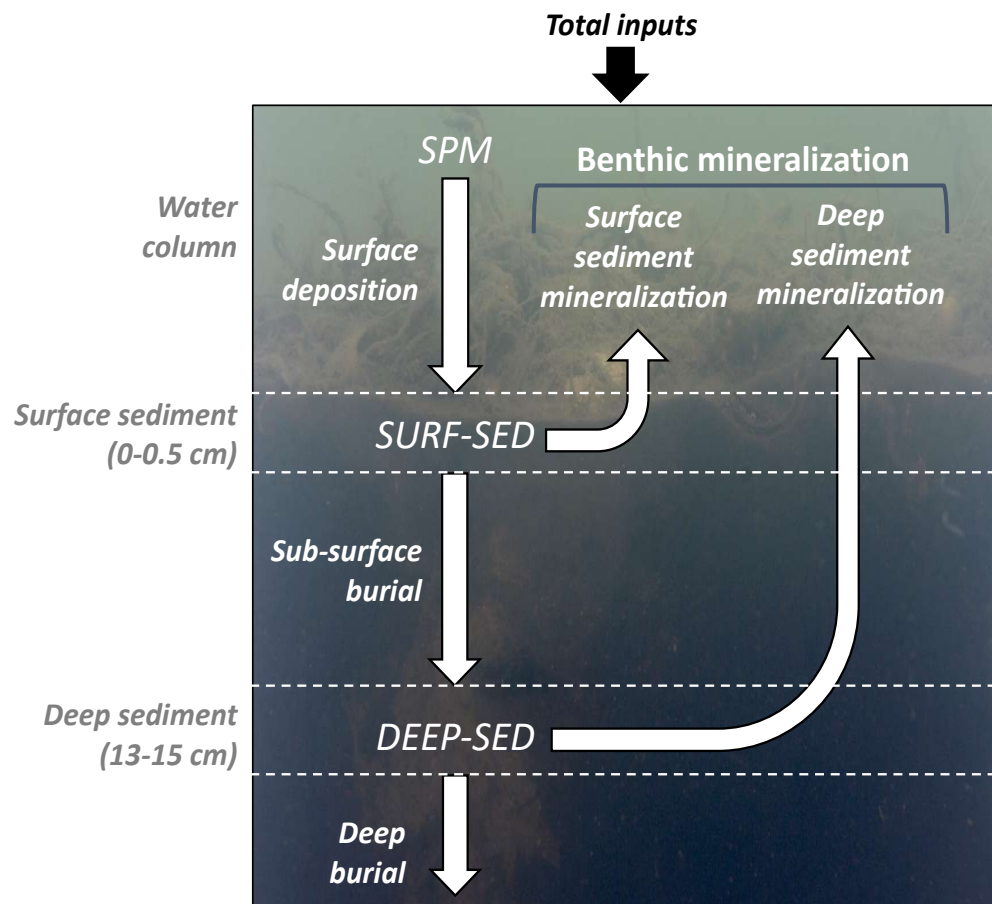 Total inputs
SPM
Benthic mineralization
Water
column
Surface
deposition
Surface
sediment
mineralization
Deep
sediment
mineralization
Surface sediment
(0-0.5 cm)
SURF-SED
Sub-surface
burial
Deep sediment
(13-15 cm)
DEEP-SED
Deep
burial